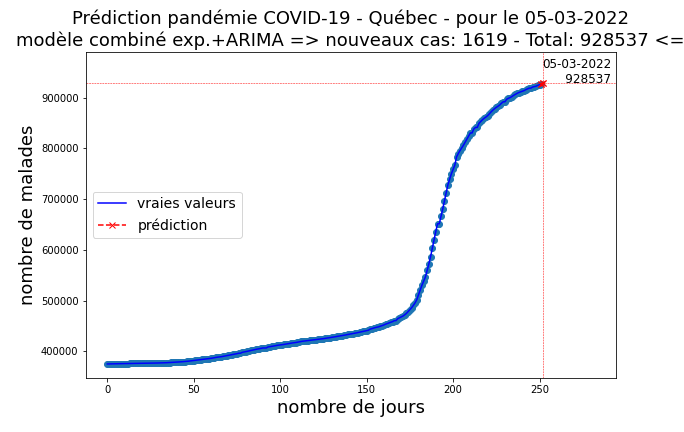 Prédiction pandémie COVID-19 - Québec - pour le 05-03-2022
modèle combiné exp.+ARIMA => nouveaux cas: 1619 - Total: 928537 <=
05-03-2022
928537
900000
800000
700000
600000
500000
400000
nombre de malades
vraies valeurs
prédiction
0 50 100 150 200 250
nombre de jours